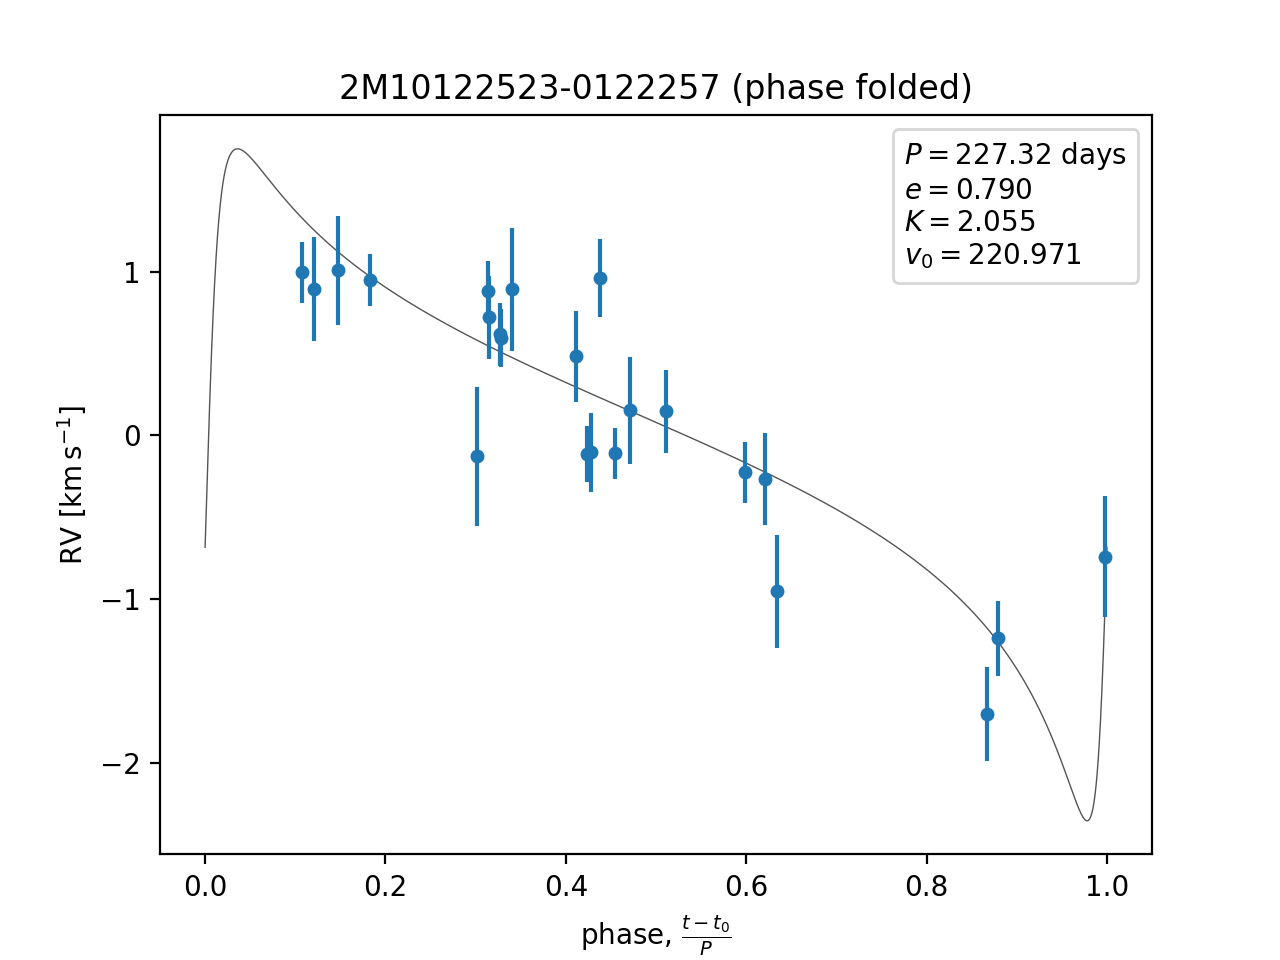 2M10122523-0122257 (phase folded)
P = 227.32 days
e = 0.790
K = 2.055
v₀ = 220.971
1
0
−1
−2
RV [km s⁻¹]
0.0 0.2 0.4 0.6 0.8 1.0
phase, (t − t₀)/P